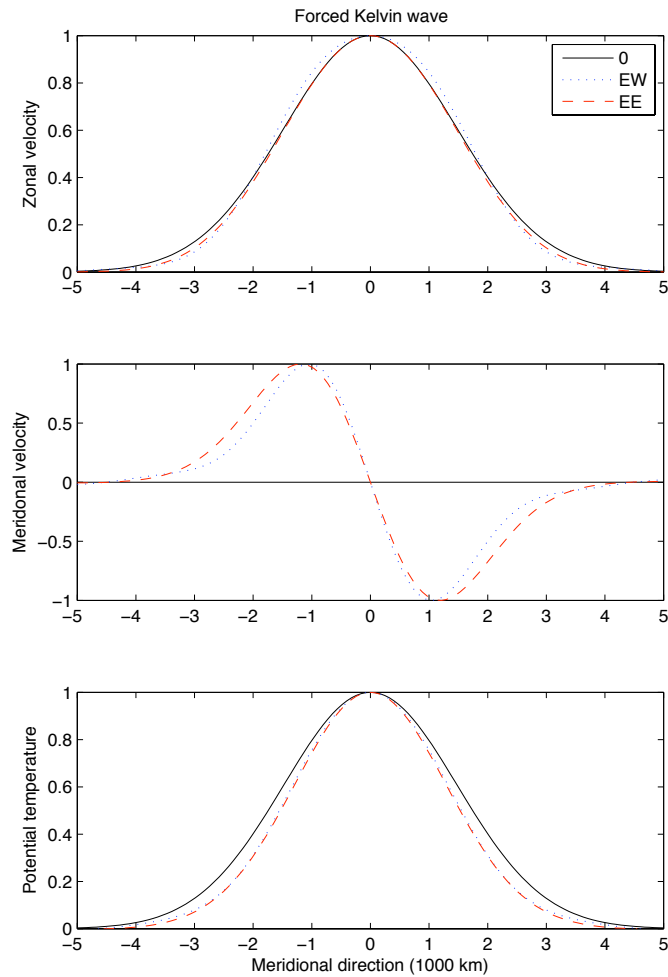 Forced Kelvin wave
Zonal velocity
1
0.8
0.6
0.4
0.2
0
0
EW
EE
−5 −4 −3 −2 −1 0 1 2 3 4 5
Meridional velocity
1
0.5
0
−0.5
−1
−5 −4 −3 −2 −1 0 1 2 3 4 5
Potential temperature
1
0.8
0.6
0.4
0.2
0
−5 −4 −3 −2 −1 0 1 2 3 4 5
Meridional direction (1000 km)